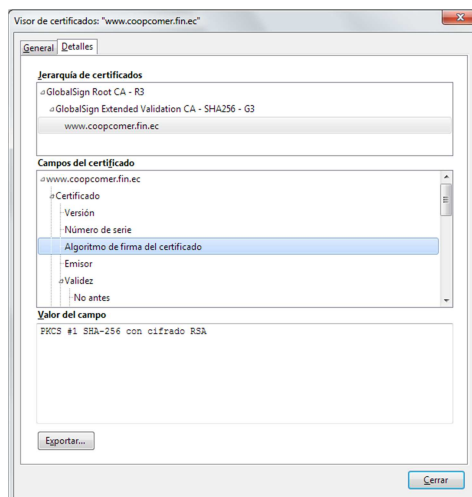 Visor de certificados: "www.coopcomer.fin.ec"
General Detalles
Jerarquía de certificados
GlobalSign Root CA - R3
GlobalSign Extended Validation CA - SHA256 - G3
www.coopcomer.fin.ec
Campos del certificado
www.coopcomer.fin.ec
Certificado
Versión
Número de serie
Algoritmo de firma del certificado
Emisor
Validez
No antes
Valor del campo
PKCS #1 SHA-256 con cifrado RSA
Exportar...
Cerrar